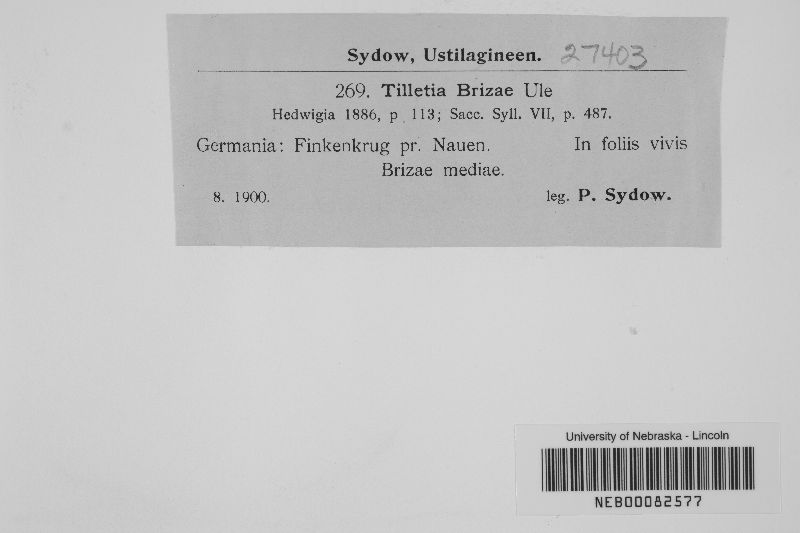 Sydow, Ustilagineen. 27403
269. Tilletia Brizae Ule
Hedwigia 1886, p. 113; Sacc. Syll. VII, p. 487.
Germania: Finkenkrug pr. Nauen. In foliis vivis
Brizae mediae.
8. 1900. leg. P. Sydow.
University of Nebraska - Lincoln
NEB00082577